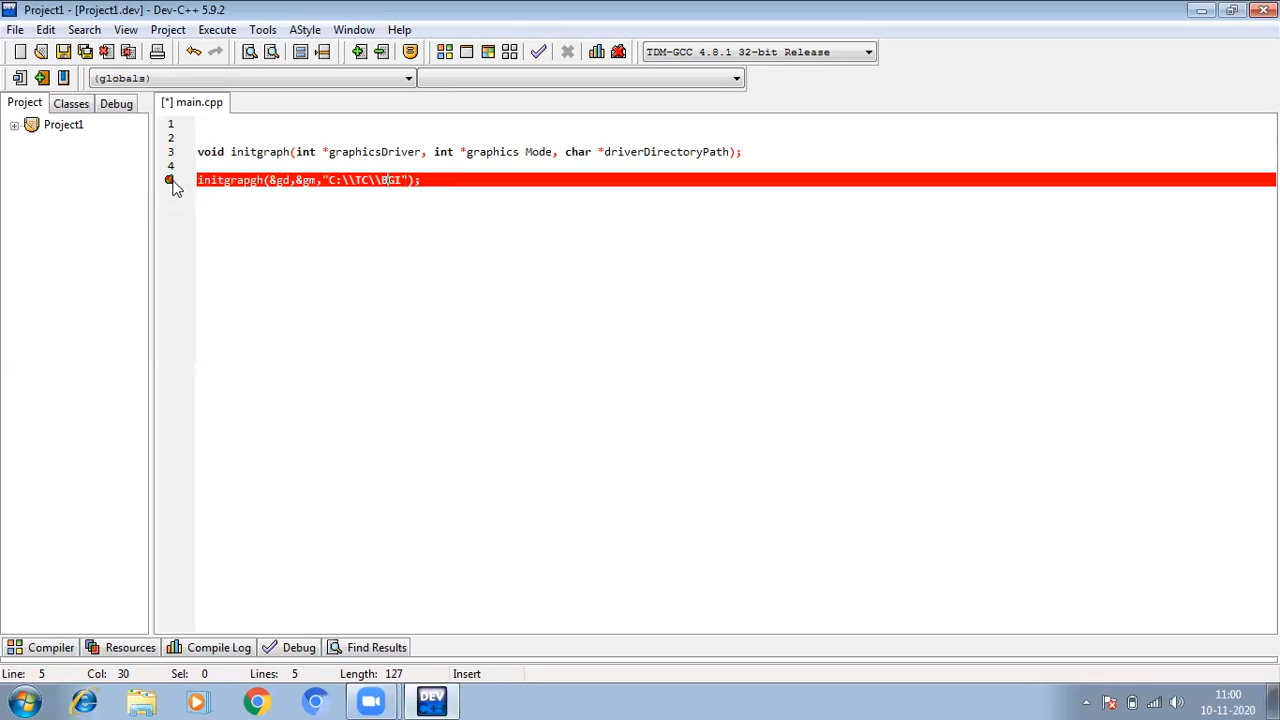 Project1 - [Project1.dev] - Dev-C++ 5.9.2
File Edit Search View Project Execute Tools AStyle Window Help
TDM-GCC 4.8.1 32-bit Release
(globals)
Project Classes Debug [*] main.cpp
Project1
1
2
3 void initgraph(int *graphicsDriver, int *graphics Mode, char *driverDirectoryPath);
4
initgrapgh(&gd,&gm,"C:\\TC\\BGI");
Compiler Resources Compile Log Debug Find Results
Line: 5 Col: 30 Sel: 0 Lines: 5 Length: 127 Insert
DEV
11:00
10-11-2020